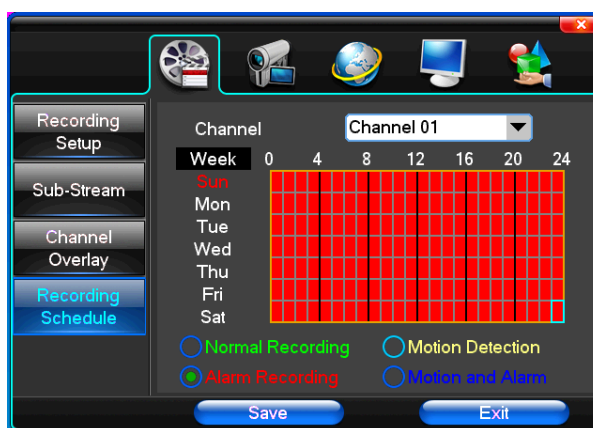 Recording
Setup
Sub-Stream
Channel
Overlay
Recording
Schedule
Channel Channel 01
Week 0 4 8 12 16 20 24
Sun
Mon
Tue
Wed
Thu
Fri
Sat
Normal Recording Motion Detection
Alarm Recording Motion and Alarm
Save Exit